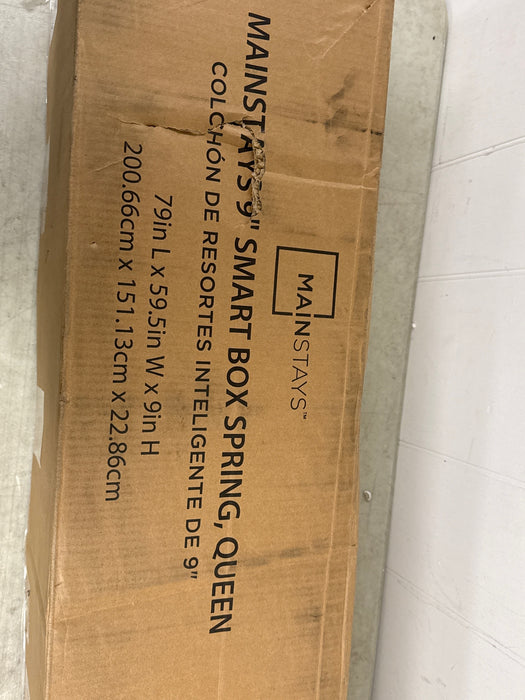 MAINSTAYS™
MAINSTAYS 9" SMART BOX SPRING, QUEEN
COLCHÓN DE RESORTES INTELIGENTE DE 9"
79in L x 59.5in W x 9in H
200.66cm x 151.13cm x 22.86cm